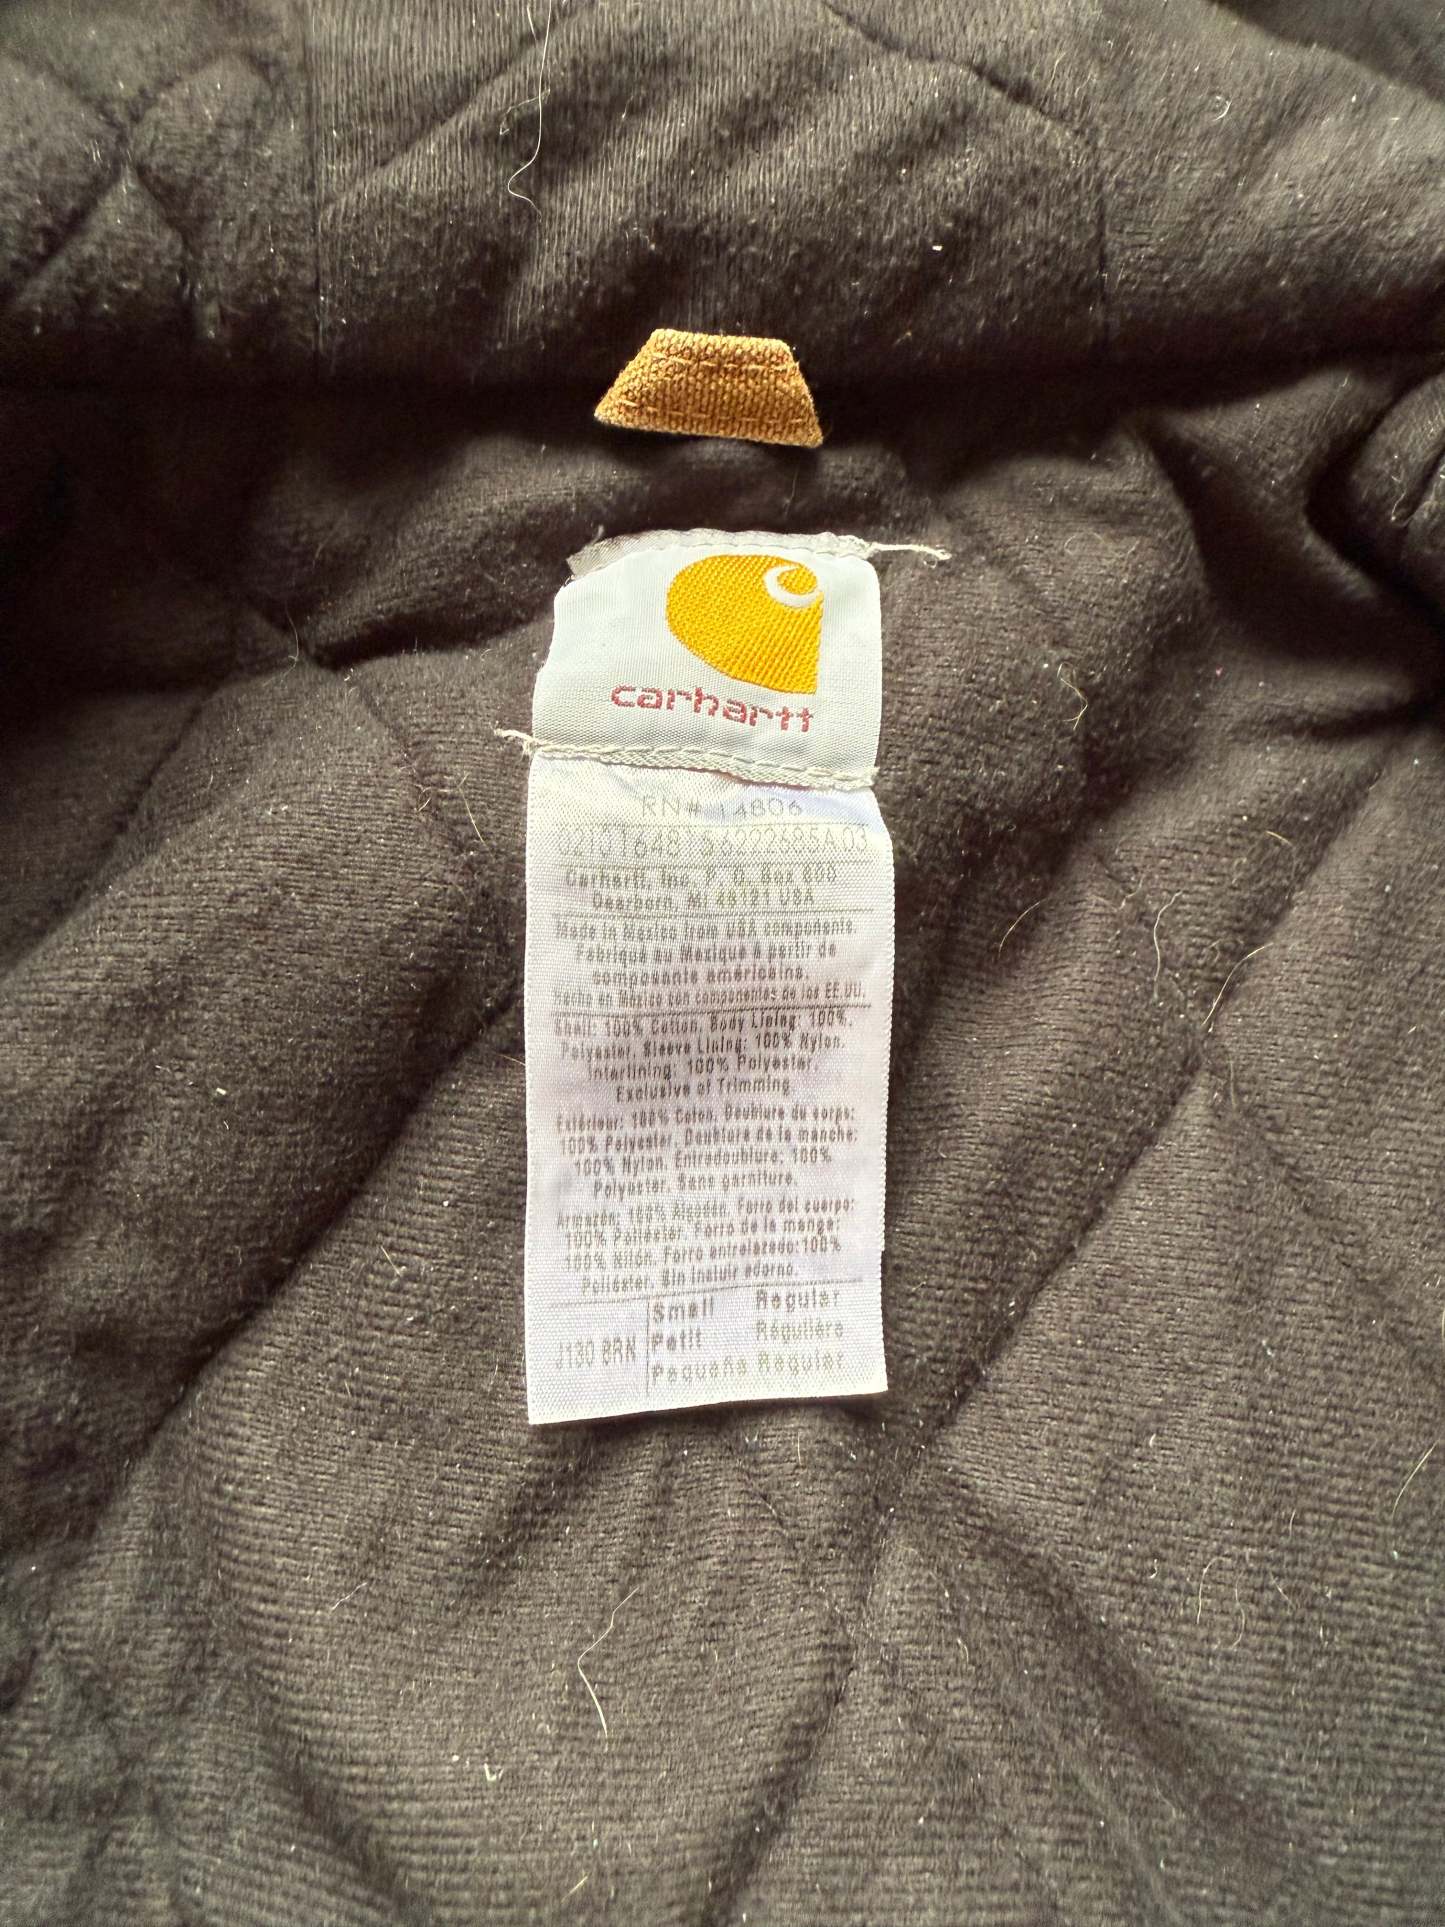 carhartt
RN# 14806
02101648 S6222685A03
Carhartt, Inc. P. O. Box 600
Dearborn, MI 48121 USA
Made in Mexico from USA components.
Fabriqué au Mexique À partir de
composante américains.
Hecho en México con componentes de los EE.UU.
Shell: 100% Cotton, Body Lining: 100%,
Polyester, Sleeve Lining: 100% Nylon,
Interlining: 100% Polyester,
Exclusive of Trimming
Extérieur: 100% Coton, Doublure du corps:
100% Polyester, Doublure de la manche:
100% Nylon, Entredoublure: 100%
Polyester. Sans garniture.
Armazón: 100% Algodón, Forro del cuerpo:
100% Poliéster, Forro de la manga:
100% Nilón, Forro entrelazado:100%
Poliéster. Sin incluir adorno.
J130 BRN
Small Regular
Petit Régulière
Pequeña Regular